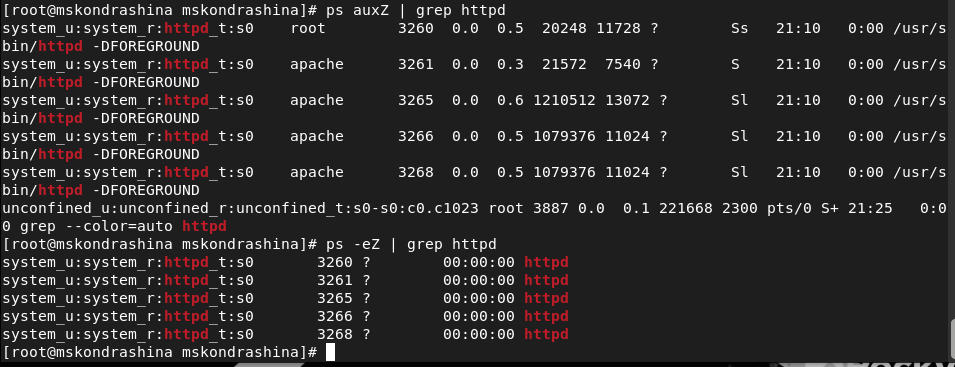 [root@mskondrashina mskondrashina]# ps auxZ | grep httpd
system_u:system_r:httpd_t:s0    root        3260  0.0  0.5  20248 11728 ?        Ss   21:10   0:00 /usr/s
bin/httpd -DFOREGROUND
system_u:system_r:httpd_t:s0    apache      3261  0.0  0.3  21572  7540 ?        S    21:10   0:00 /usr/s
bin/httpd -DFOREGROUND
system_u:system_r:httpd_t:s0    apache      3265  0.0  0.6 1210512 13072 ?       Sl   21:10   0:00 /usr/s
bin/httpd -DFOREGROUND
system_u:system_r:httpd_t:s0    apache      3266  0.0  0.5 1079376 11024 ?       Sl   21:10   0:00 /usr/s
bin/httpd -DFOREGROUND
system_u:system_r:httpd_t:s0    apache      3268  0.0  0.5 1079376 11024 ?       Sl   21:10   0:00 /usr/s
bin/httpd -DFOREGROUND
unconfined_u:unconfined_r:unconfined_t:s0-s0:c0.c1023 root 3887 0.0  0.1 221668 2300 pts/0 S+ 21:25   0:0
0 grep --color=auto httpd
[root@mskondrashina mskondrashina]# ps -eZ | grep httpd
system_u:system_r:httpd_t:s0       3260 ?        00:00:00 httpd
system_u:system_r:httpd_t:s0       3261 ?        00:00:00 httpd
system_u:system_r:httpd_t:s0       3265 ?        00:00:00 httpd
system_u:system_r:httpd_t:s0       3266 ?        00:00:00 httpd
system_u:system_r:httpd_t:s0       3268 ?        00:00:00 httpd
[root@mskondrashina mskondrashina]#